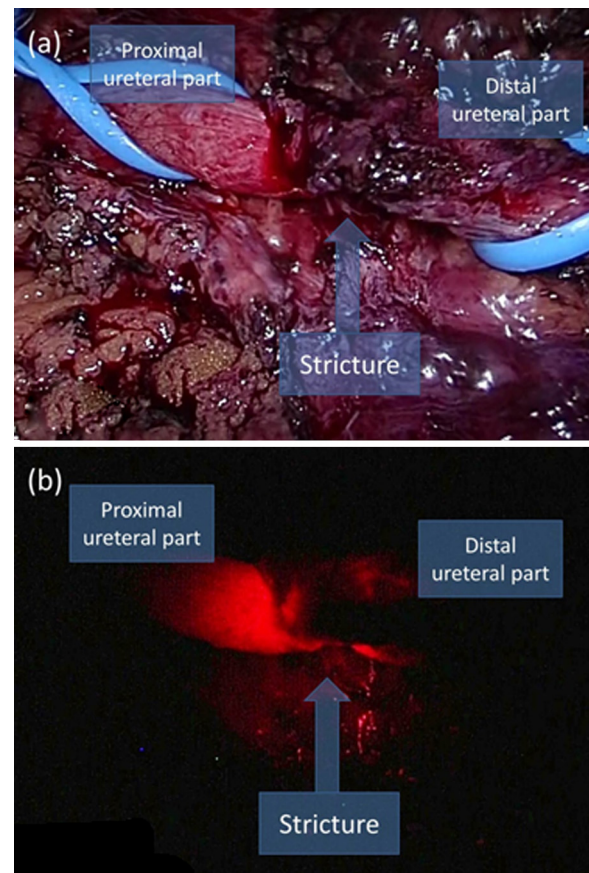 (a)
Proximal
ureteral part
Distal
ureteral part
Stricture
(b)
Proximal
ureteral part
Distal
ureteral part
Stricture